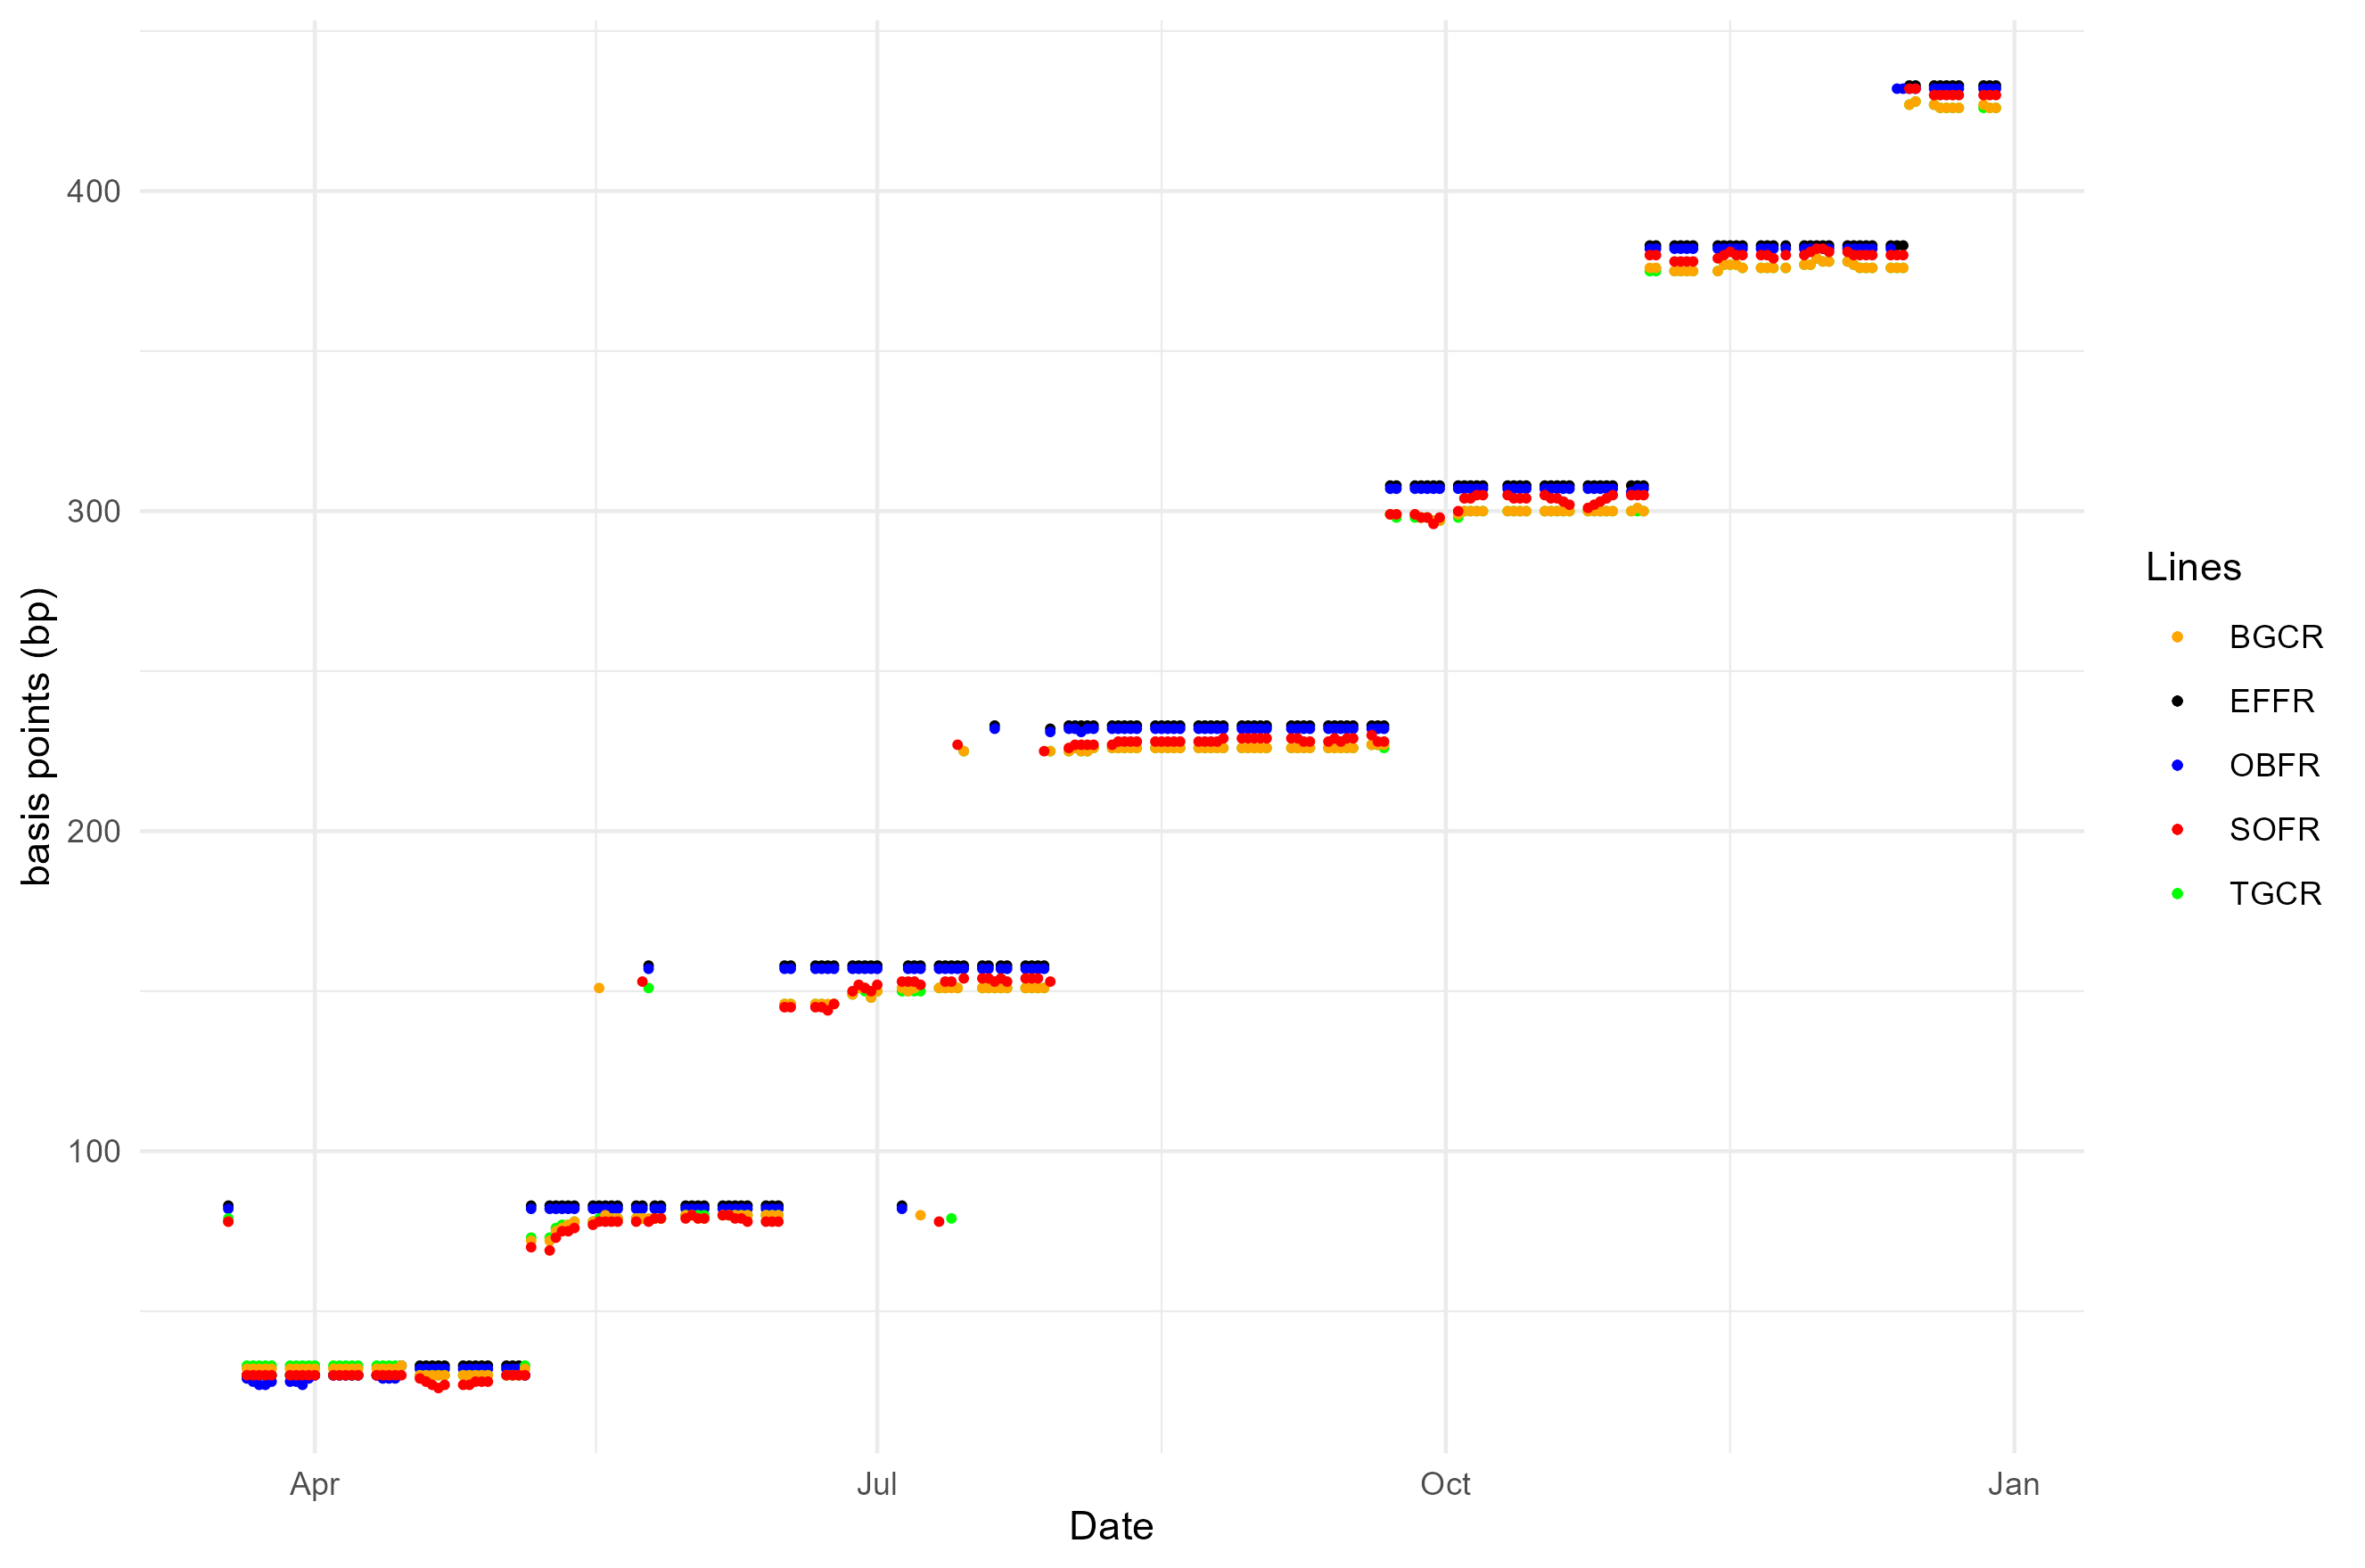 basis points (bp)
400
300
200
100
Apr
Jul
Oct
Jan
Date
Lines
BGCR
EFFR
OBFR
SOFR
TGCR